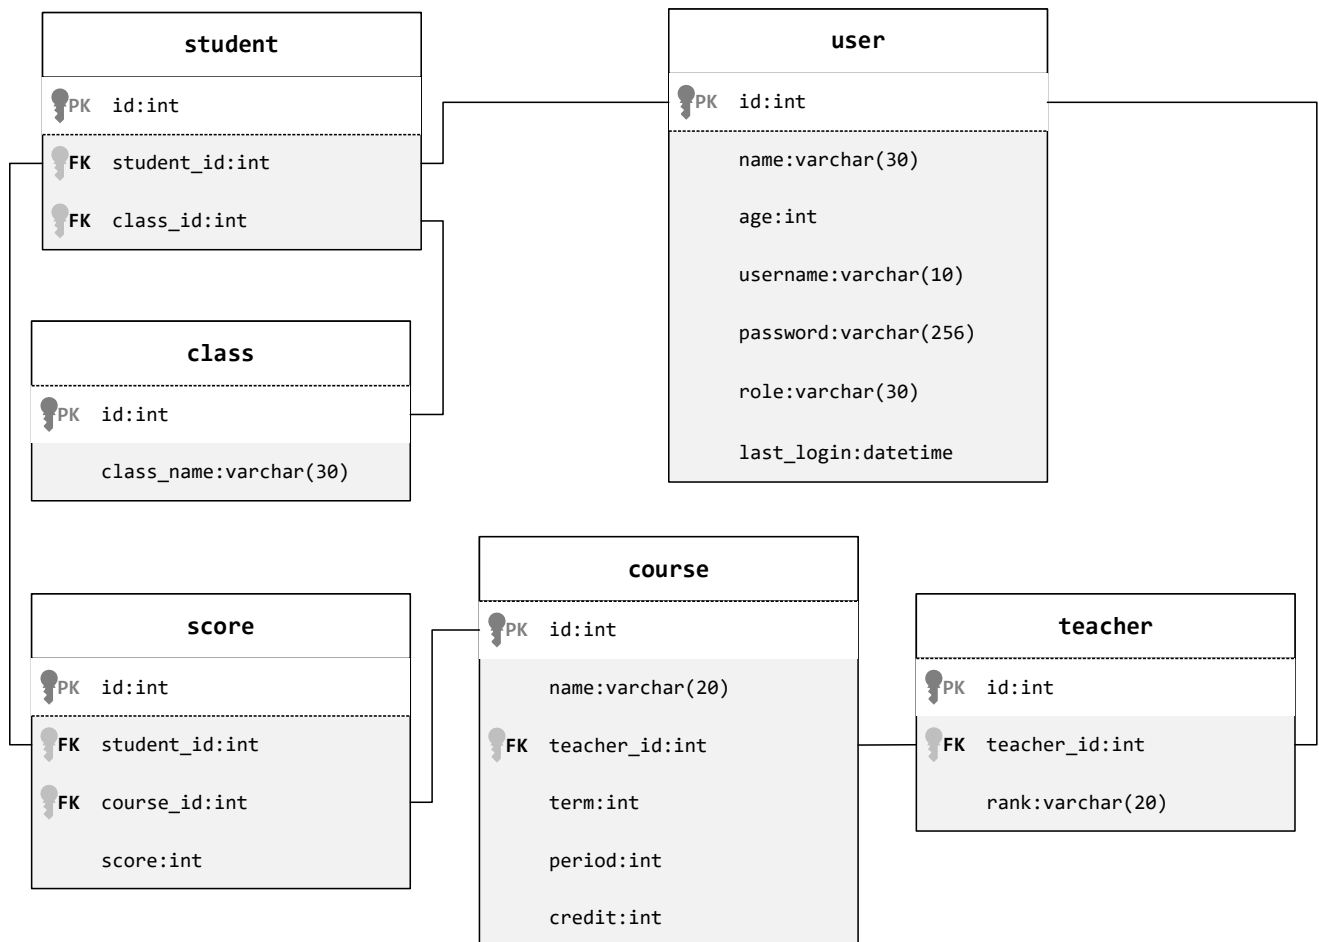 student
PK id:int
FK student_id:int
FK class_id:int
user
PK id:int
name:varchar(30)
age:int
username:varchar(10)
password:varchar(256)
role:varchar(30)
last_login:datetime
class
PK id:int
class_name:varchar(30)
score
PK id:int
FK student_id:int
FK course_id:int
score:int
course
PK id:int
name:varchar(20)
FK teacher_id:int
term:int
period:int
credit:int
teacher
PK id:int
FK teacher_id:int
rank:varchar(20)